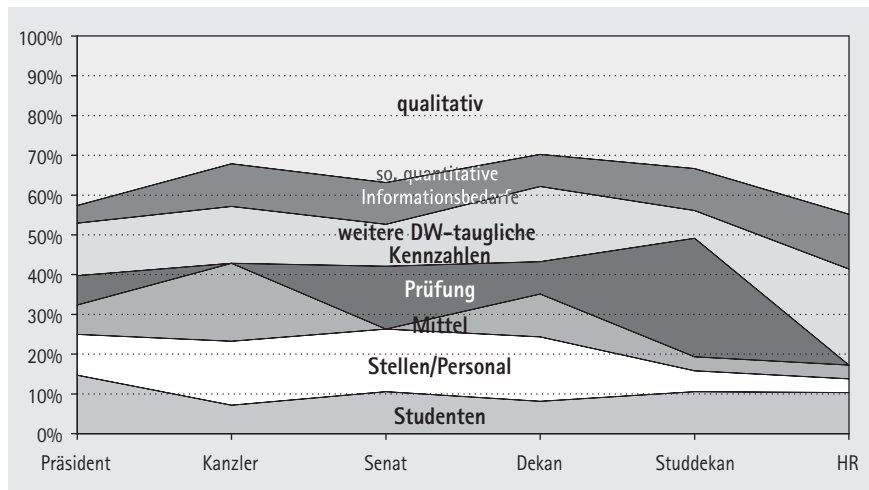 100%
90%
80%
70%
60%
50%
40%
30%
20%
10%
0%
qualitativ
so. quantitative
Informationsbedarfe
weitere DW-taugliche
Kennzahlen
Prüfung
Mittel
Stellen/Personal
Studenten
Präsident Kanzler Senat Dekan Studdekan HR